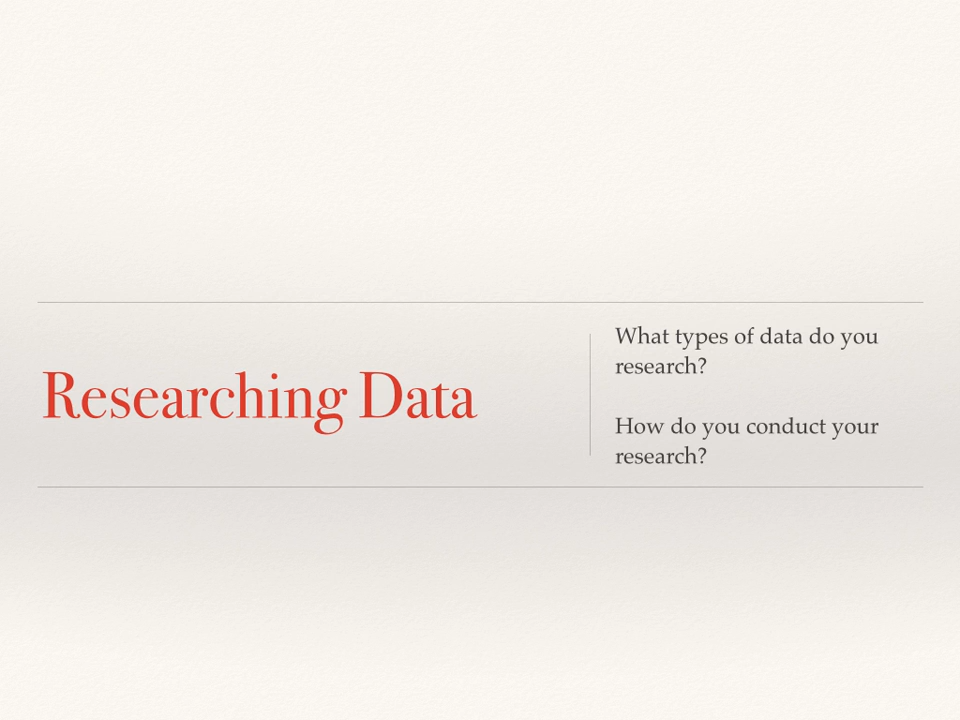 Researching Data
What types of data do you
research?
How do you conduct your
research?